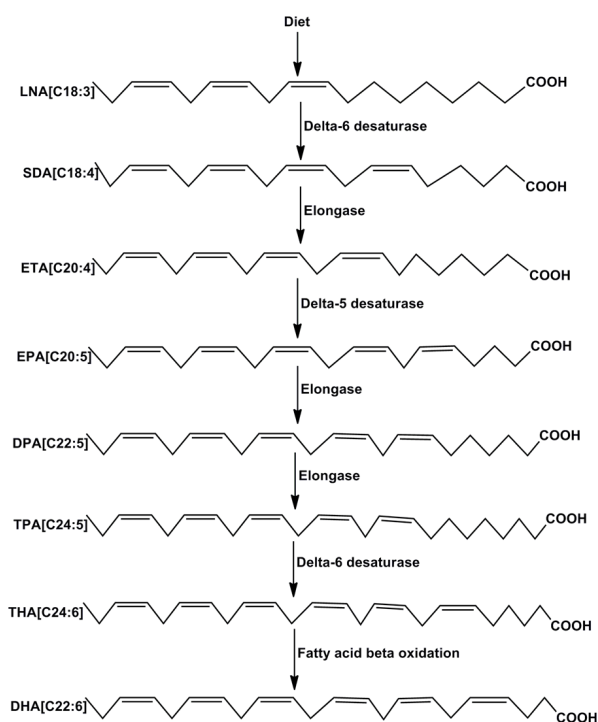 Diet
LNA[C18:3]
COOH
Delta-6 desaturase
SDA[C18:4]
COOH
Elongase
ETA[C20:4]
COOH
Delta-5 desaturase
EPA[C20:5]
COOH
Elongase
DPA[C22:5]
COOH
Elongase
TPA[C24:5]
COOH
Delta-6 desaturase
THA[C24:6]
COOH
Fatty acid beta oxidation
DHA[C22:6]
COOH